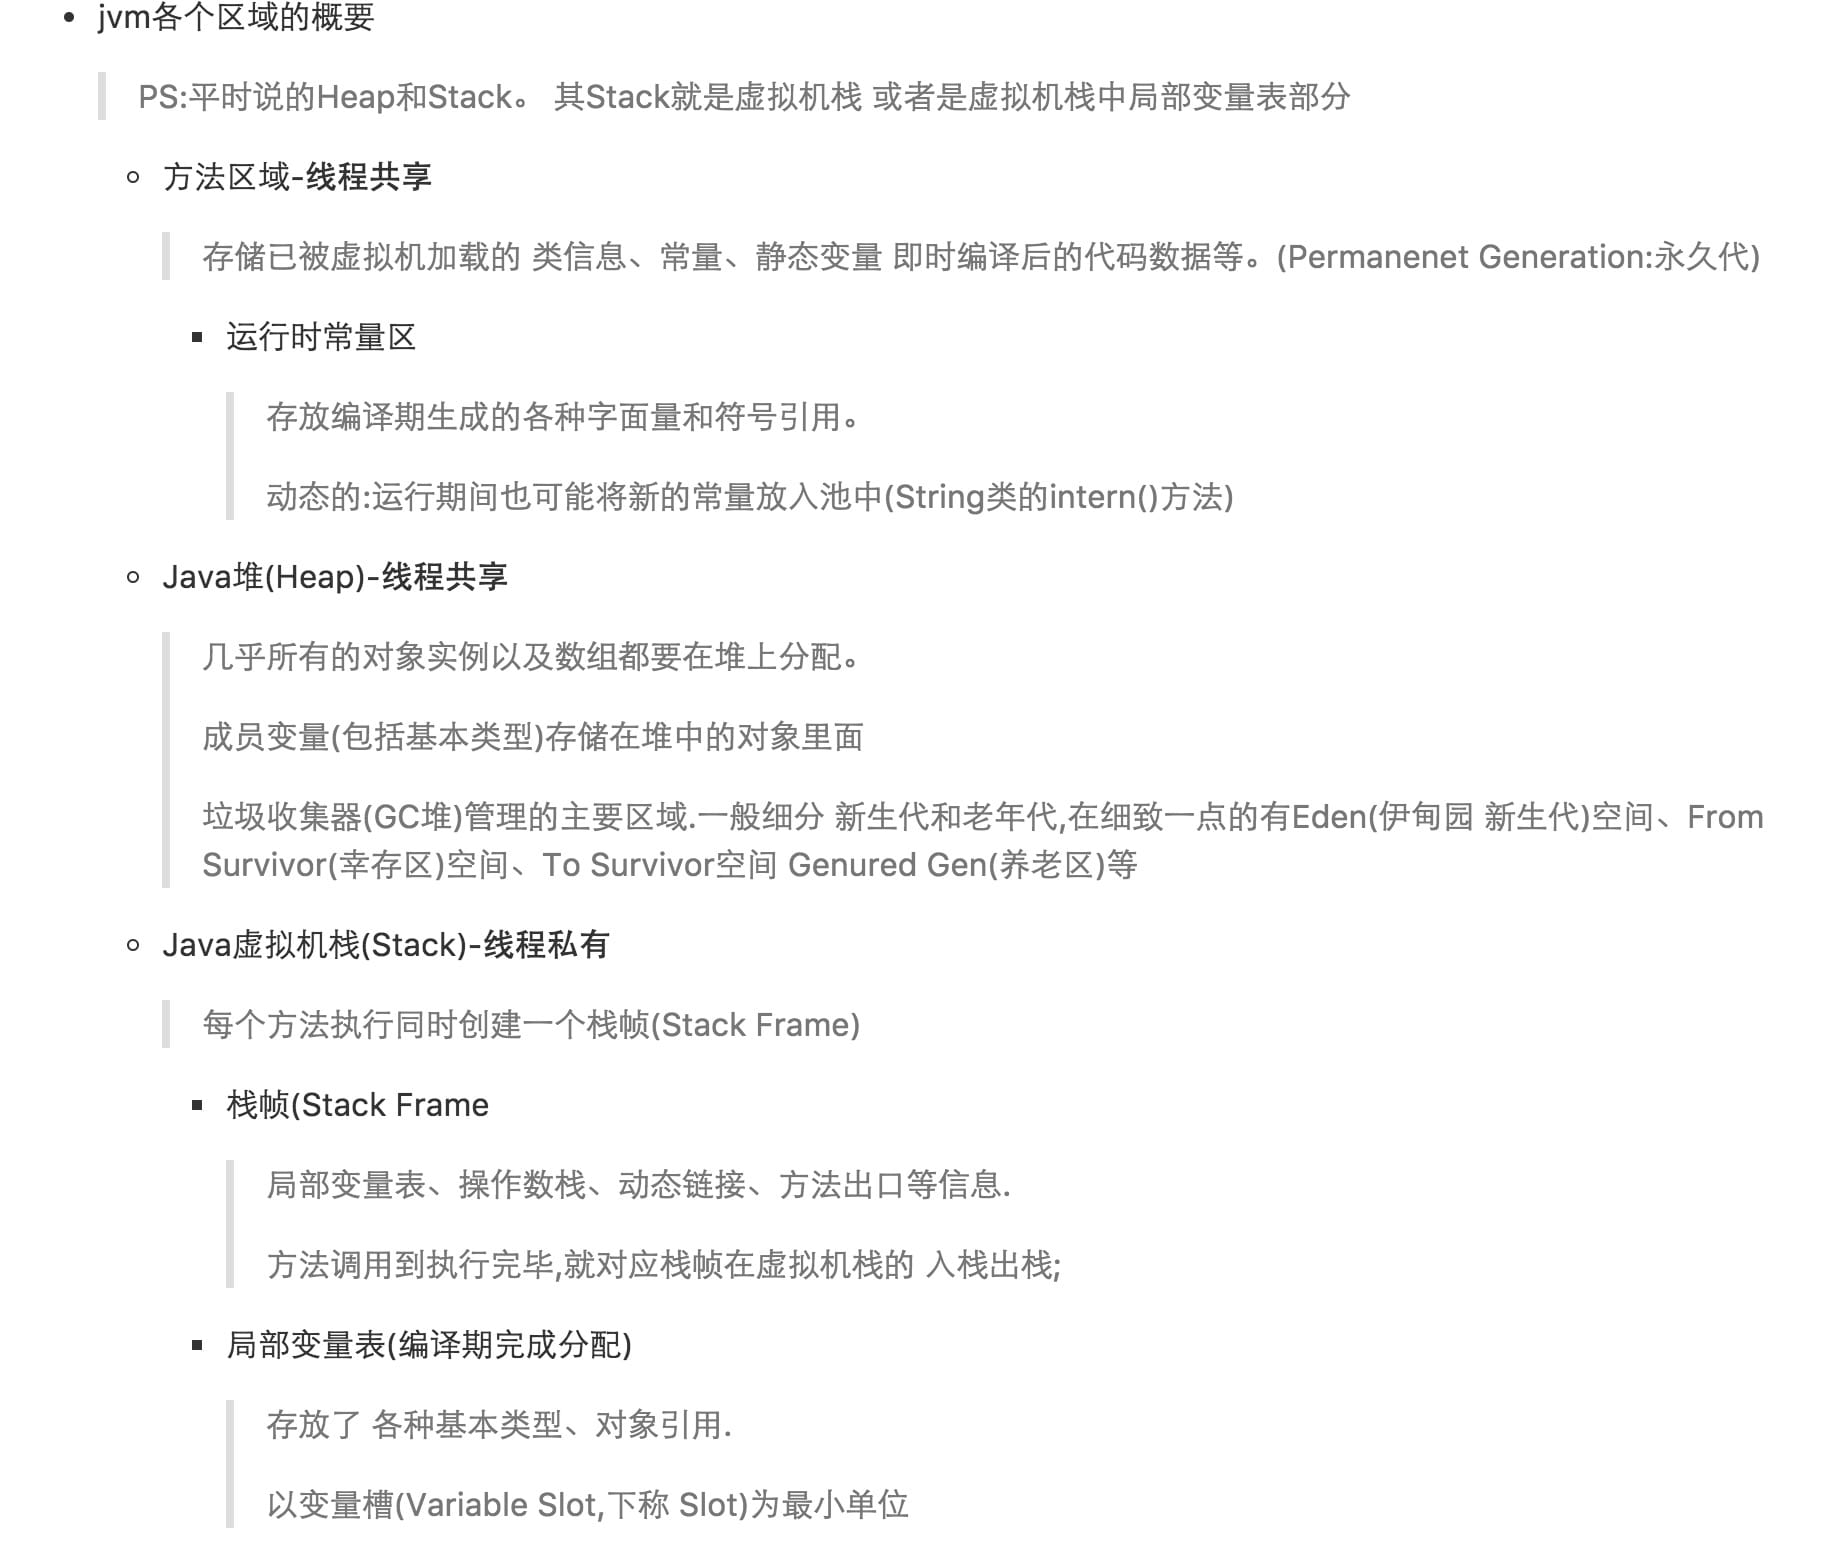 jvm各个区域的概要
PS:平时说的Heap和Stack。 其Stack就是虚拟机栈 或者是虚拟机栈中局部变量表部分
方法区域-线程共享
存储已被虚拟机加载的 类信息、常量、静态变量 即时编译后的代码数据等。(Permanenet Generation:永久代)
运行时常量区
存放编译期生成的各种字面量和符号引用。
动态的:运行期间也可能将新的常量放入池中(String类的intern()方法)
Java堆(Heap)-线程共享
几乎所有的对象实例以及数组都要在堆上分配。
成员变量(包括基本类型)存储在堆中的对象里面
垃圾收集器(GC堆)管理的主要区域.一般细分 新生代和老年代,在细致一点的有Eden(伊甸园 新生代)空间、From
Survivor(幸存区)空间、To Survivor空间 Genured Gen(养老区)等
Java虚拟机栈(Stack)-线程私有
每个方法执行同时创建一个栈帧(Stack Frame)
栈帧(Stack Frame
局部变量表、操作数栈、动态链接、方法出口等信息.
方法调用到执行完毕,就对应栈帧在虚拟机栈的 入栈出栈;
局部变量表(编译期完成分配)
存放了 各种基本类型、对象引用.
以变量槽(Variable Slot,下称 Slot)为最小单位